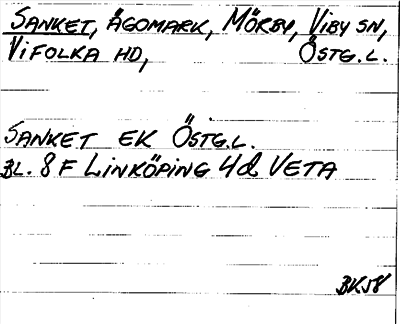 SANKET, ÄGOMARK, MÖRBY, VIBY SN,
VIFOLKA HD, ÖSTG.L.
SANKET EK ÖSTG.L.
BL. 8 F LINKÖPING 4d VETA
BKJ8